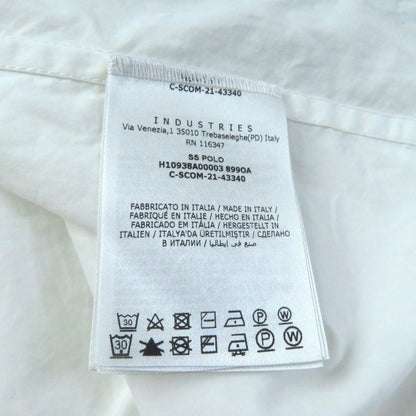 C-SCOM-21-43340
INDUSTRIES
Via Venezia,1 35010 Trebaseleghe(PD) Italy
RN 116347
SS POLO
H10938A00003 8990A
C-SCOM-21-43340
FABBRICATO IN ITALIA / MADE IN ITALY /
FABRIQUÉ EN ITALIE / HECHO EN ITALIA /
FABRICADO EM ITÁLIA / HERGESTELLT IN
ITALIEN / ITALYA'DA ÜRETILMIŞTIR / СДЕЛАНО
В ИТАЛИИ / صنع في إيطاليا
30 P W
30 P W